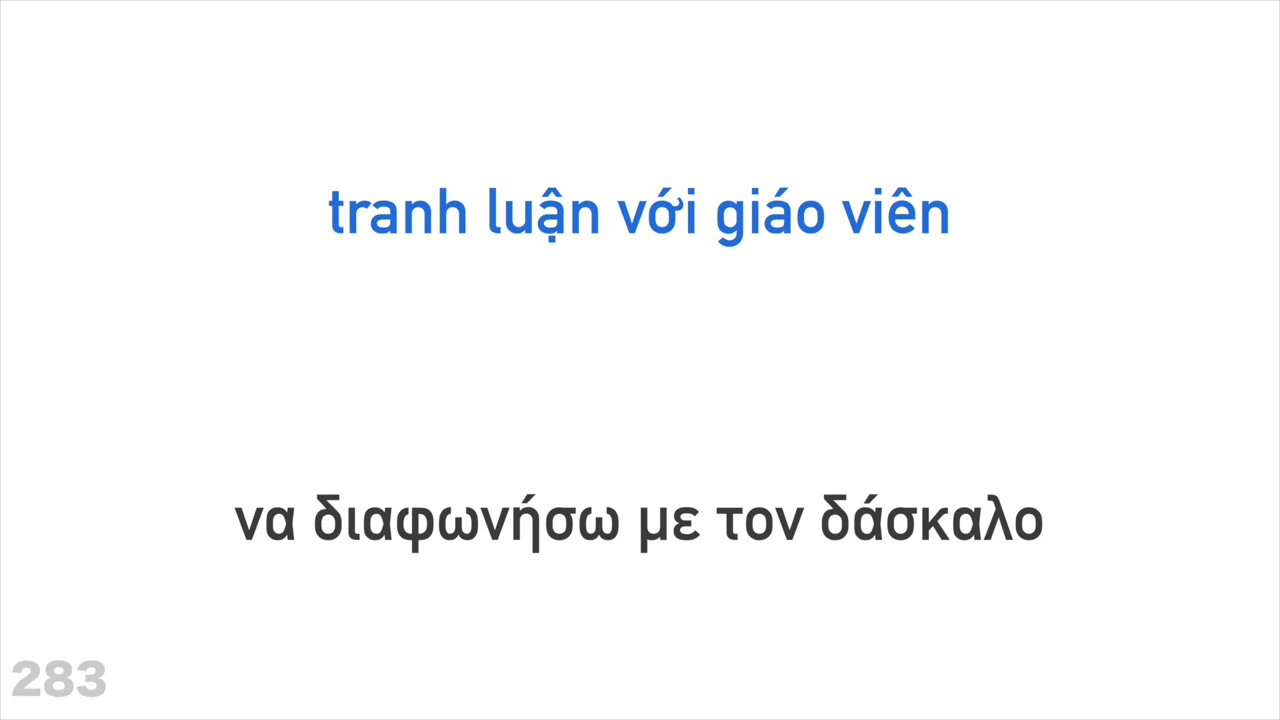 tranh luận với giáo viên
να διαφωνήσω με τον δάσκαλο
283